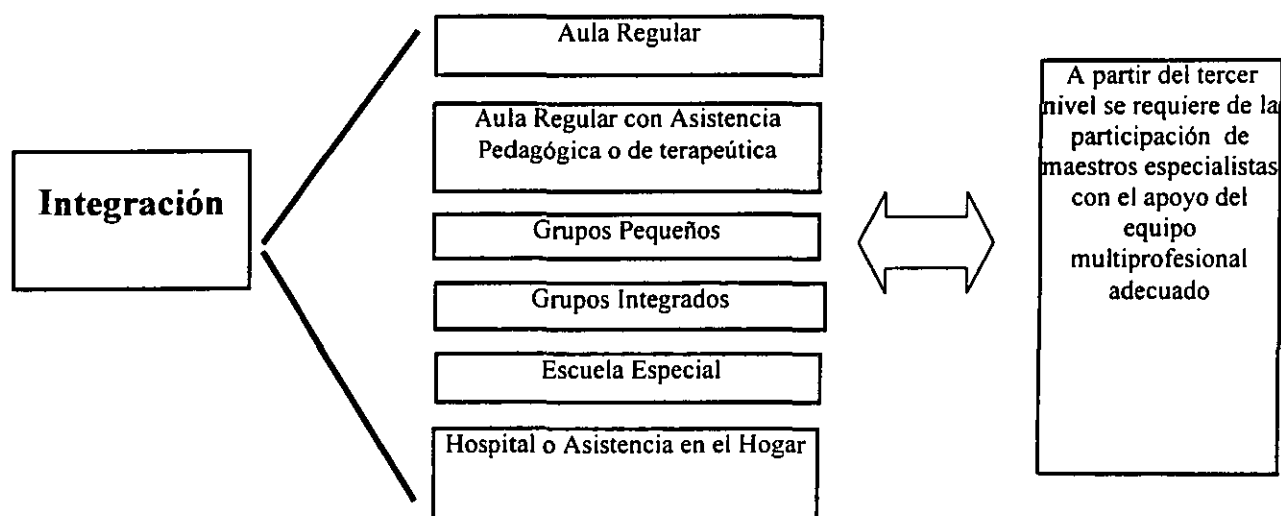 Integración
Aula Regular
Aula Regular con Asistencia
Pedagógica o de terapeútica
Grupos Pequeños
Grupos Integrados
Escuela Especial
Hospital o Asistencia en el Hogar
A partir del tercer
nivel se requiere de la
participación de
maestros especialistas
con el apoyo del
equipo
multiprofesional
adecuado